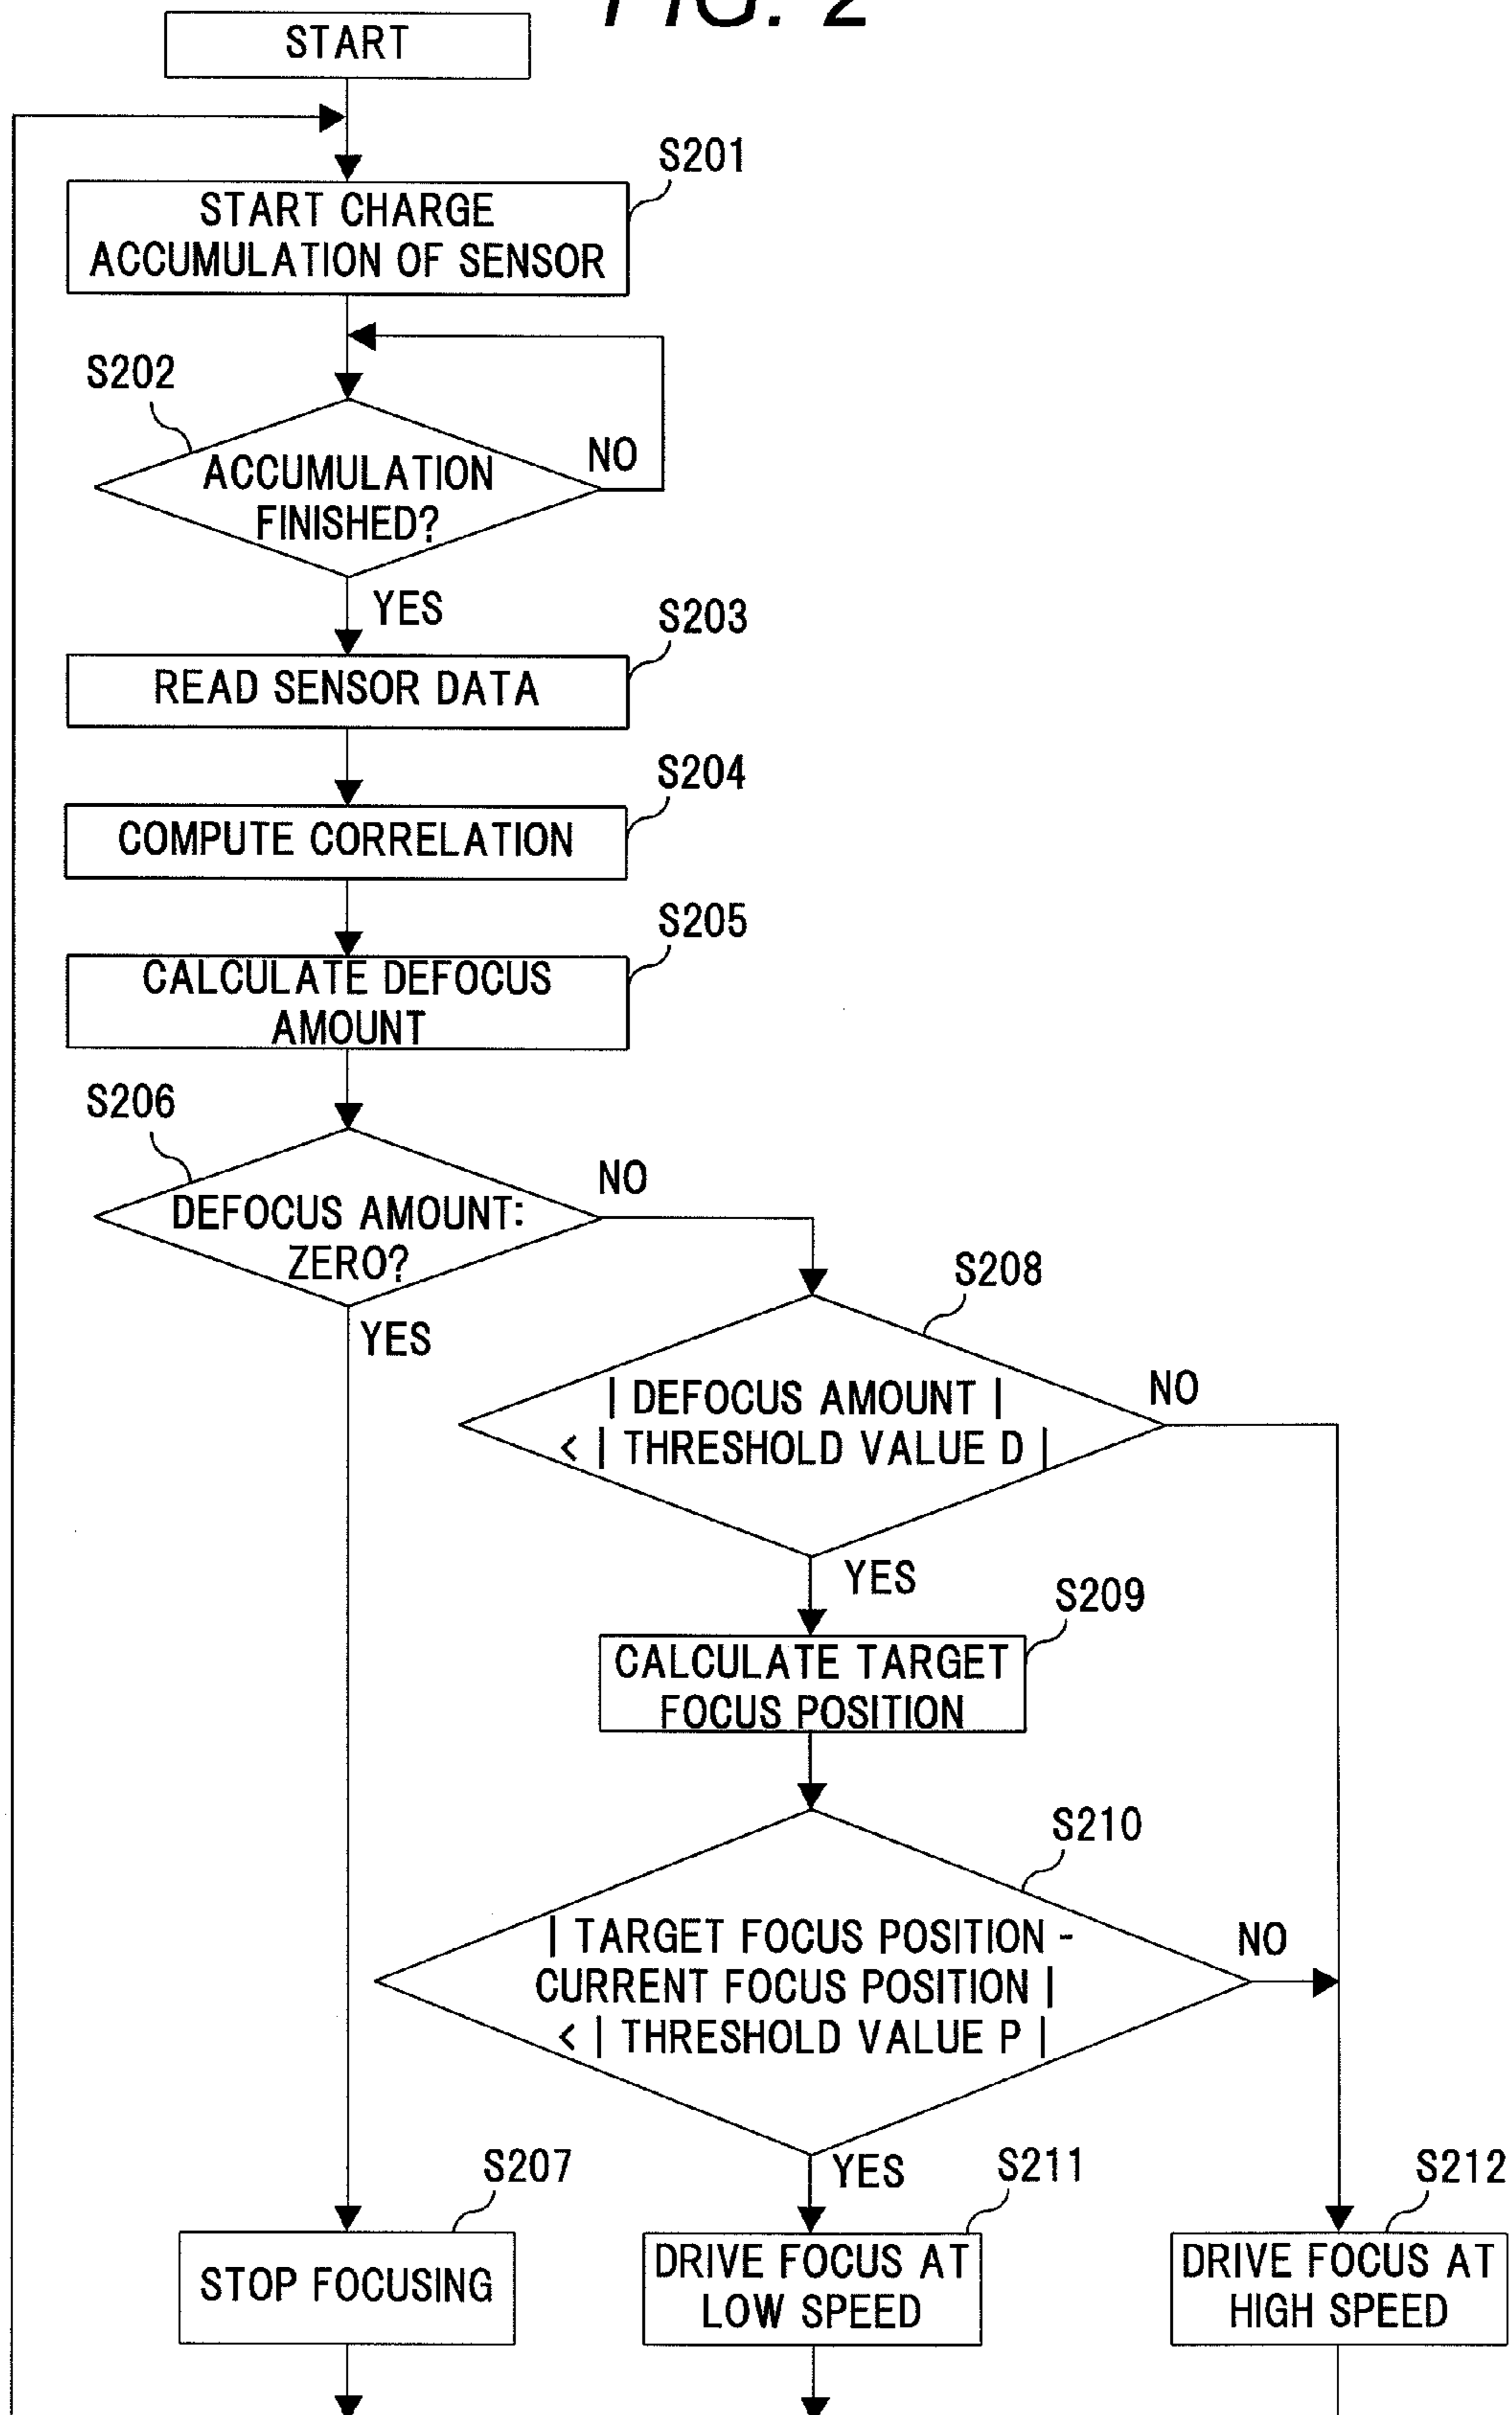 FIG. 2
START
S201
START CHARGE
ACCUMULATION OF SENSOR
S202
NO
ACCUMULATION
FINISHED?
YES
S203
READ SENSOR DATA
S204
COMPUTE CORRELATION
S205
CALCULATE DEFOCUS
AMOUNT
S206
NO
DEFOCUS AMOUNT:
ZERO?
YES
S208
| DEFOCUS AMOUNT |
< | THRESHOLD VALUE D |
NO
YES
S209
CALCULATE TARGET
FOCUS POSITION
S210
| TARGET FOCUS POSITION -
CURRENT FOCUS POSITION |
< | THRESHOLD VALUE P |
NO
YES
S207
S211
S212
STOP FOCUSING
DRIVE FOCUS AT
LOW SPEED
DRIVE FOCUS AT
HIGH SPEED